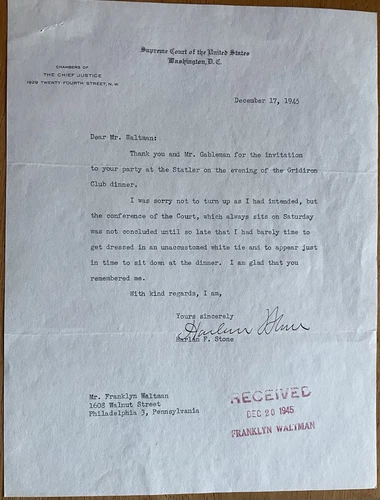 Supreme Court of the United States
Washington, D.C.
CHAMBERS OF
THE CHIEF JUSTICE
1929 TWENTY-FOURTH STREET, N.W.
December 17, 1945
Dear Mr. Waltman:
Thank you and Mr. Gableman for the invitation
to your party at the Statler on the evening of the Gridiron
Club dinner.
I was sorry not to turn up as I had intended, but
the conference of the Court, which always sits on Saturday
was not concluded until so late that I had barely time to
get dressed in an unaccustomed white tie and to appear just
in time to sit down at the dinner. I am glad that you
remembered me.
With kind regards, I am,
Yours sincerely
Harlan F. Stone
Harlan F. Stone
Mr. Franklyn Waltman
1608 Walnut Street
Philadelphia 3, Pennsylvania
RECEIVED
DEC 20 1945
FRANKLYN WALTMAN